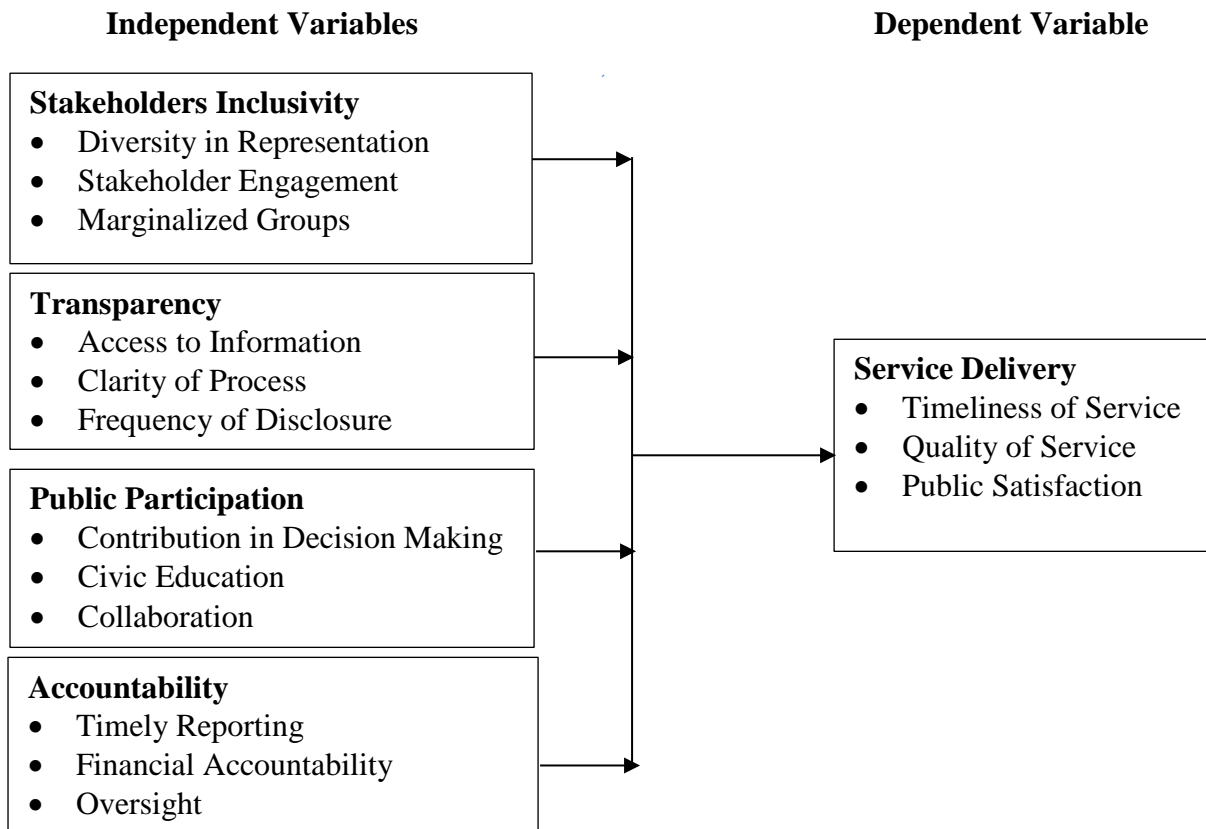 Independent Variables
Dependent Variable
Stakeholders Inclusivity
• Diversity in Representation
• Stakeholder Engagement
• Marginalized Groups
Transparency
• Access to Information
• Clarity of Process
• Frequency of Disclosure
Public Participation
• Contribution in Decision Making
• Civic Education
• Collaboration
Accountability
• Timely Reporting
• Financial Accountability
• Oversight
Service Delivery
• Timeliness of Service
• Quality of Service
• Public Satisfaction